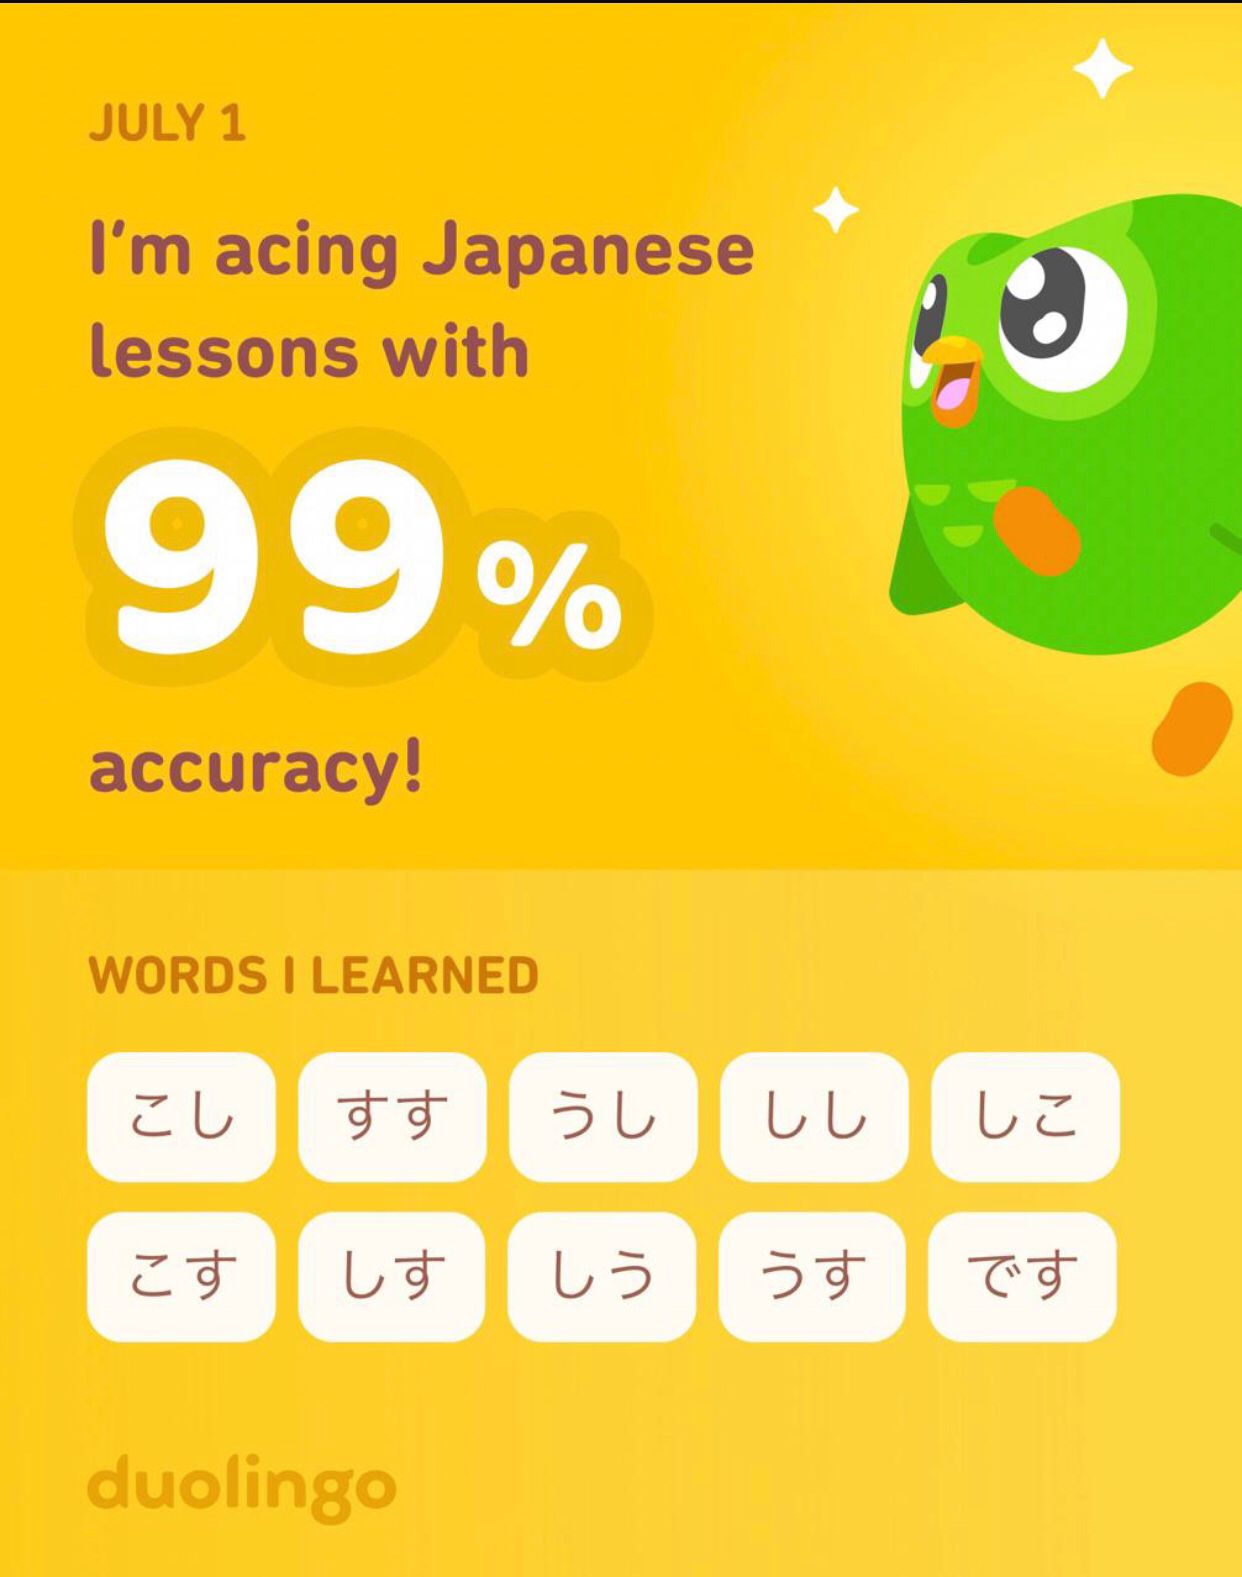 JULY 1
I'm acing Japanese
lessons with
99%
accuracy!
WORDS I LEARNED
こし すす うし しし しこ
こす しす しう うす です
duolingo